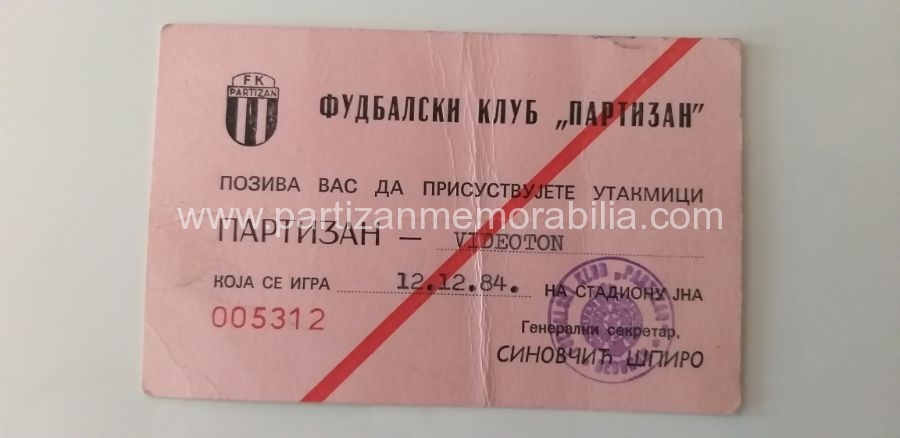 FK
PARTIZAN
ФУДБАЛСКИ КЛУБ „ПАРТИЗАН"
ПОЗИВА ВАС ДА ПРИСУСТВУЈЕТЕ УТАКМИЦИ
www.partizanmemorabilia.com
ПАРТИЗАН — VIDEOTON
КОЈА СЕ ИГРА 12.12.84. НА СТАДИОНУ ЈНА
005312
Генерални секретар,
СИНОВЧИЋ ШПИРО